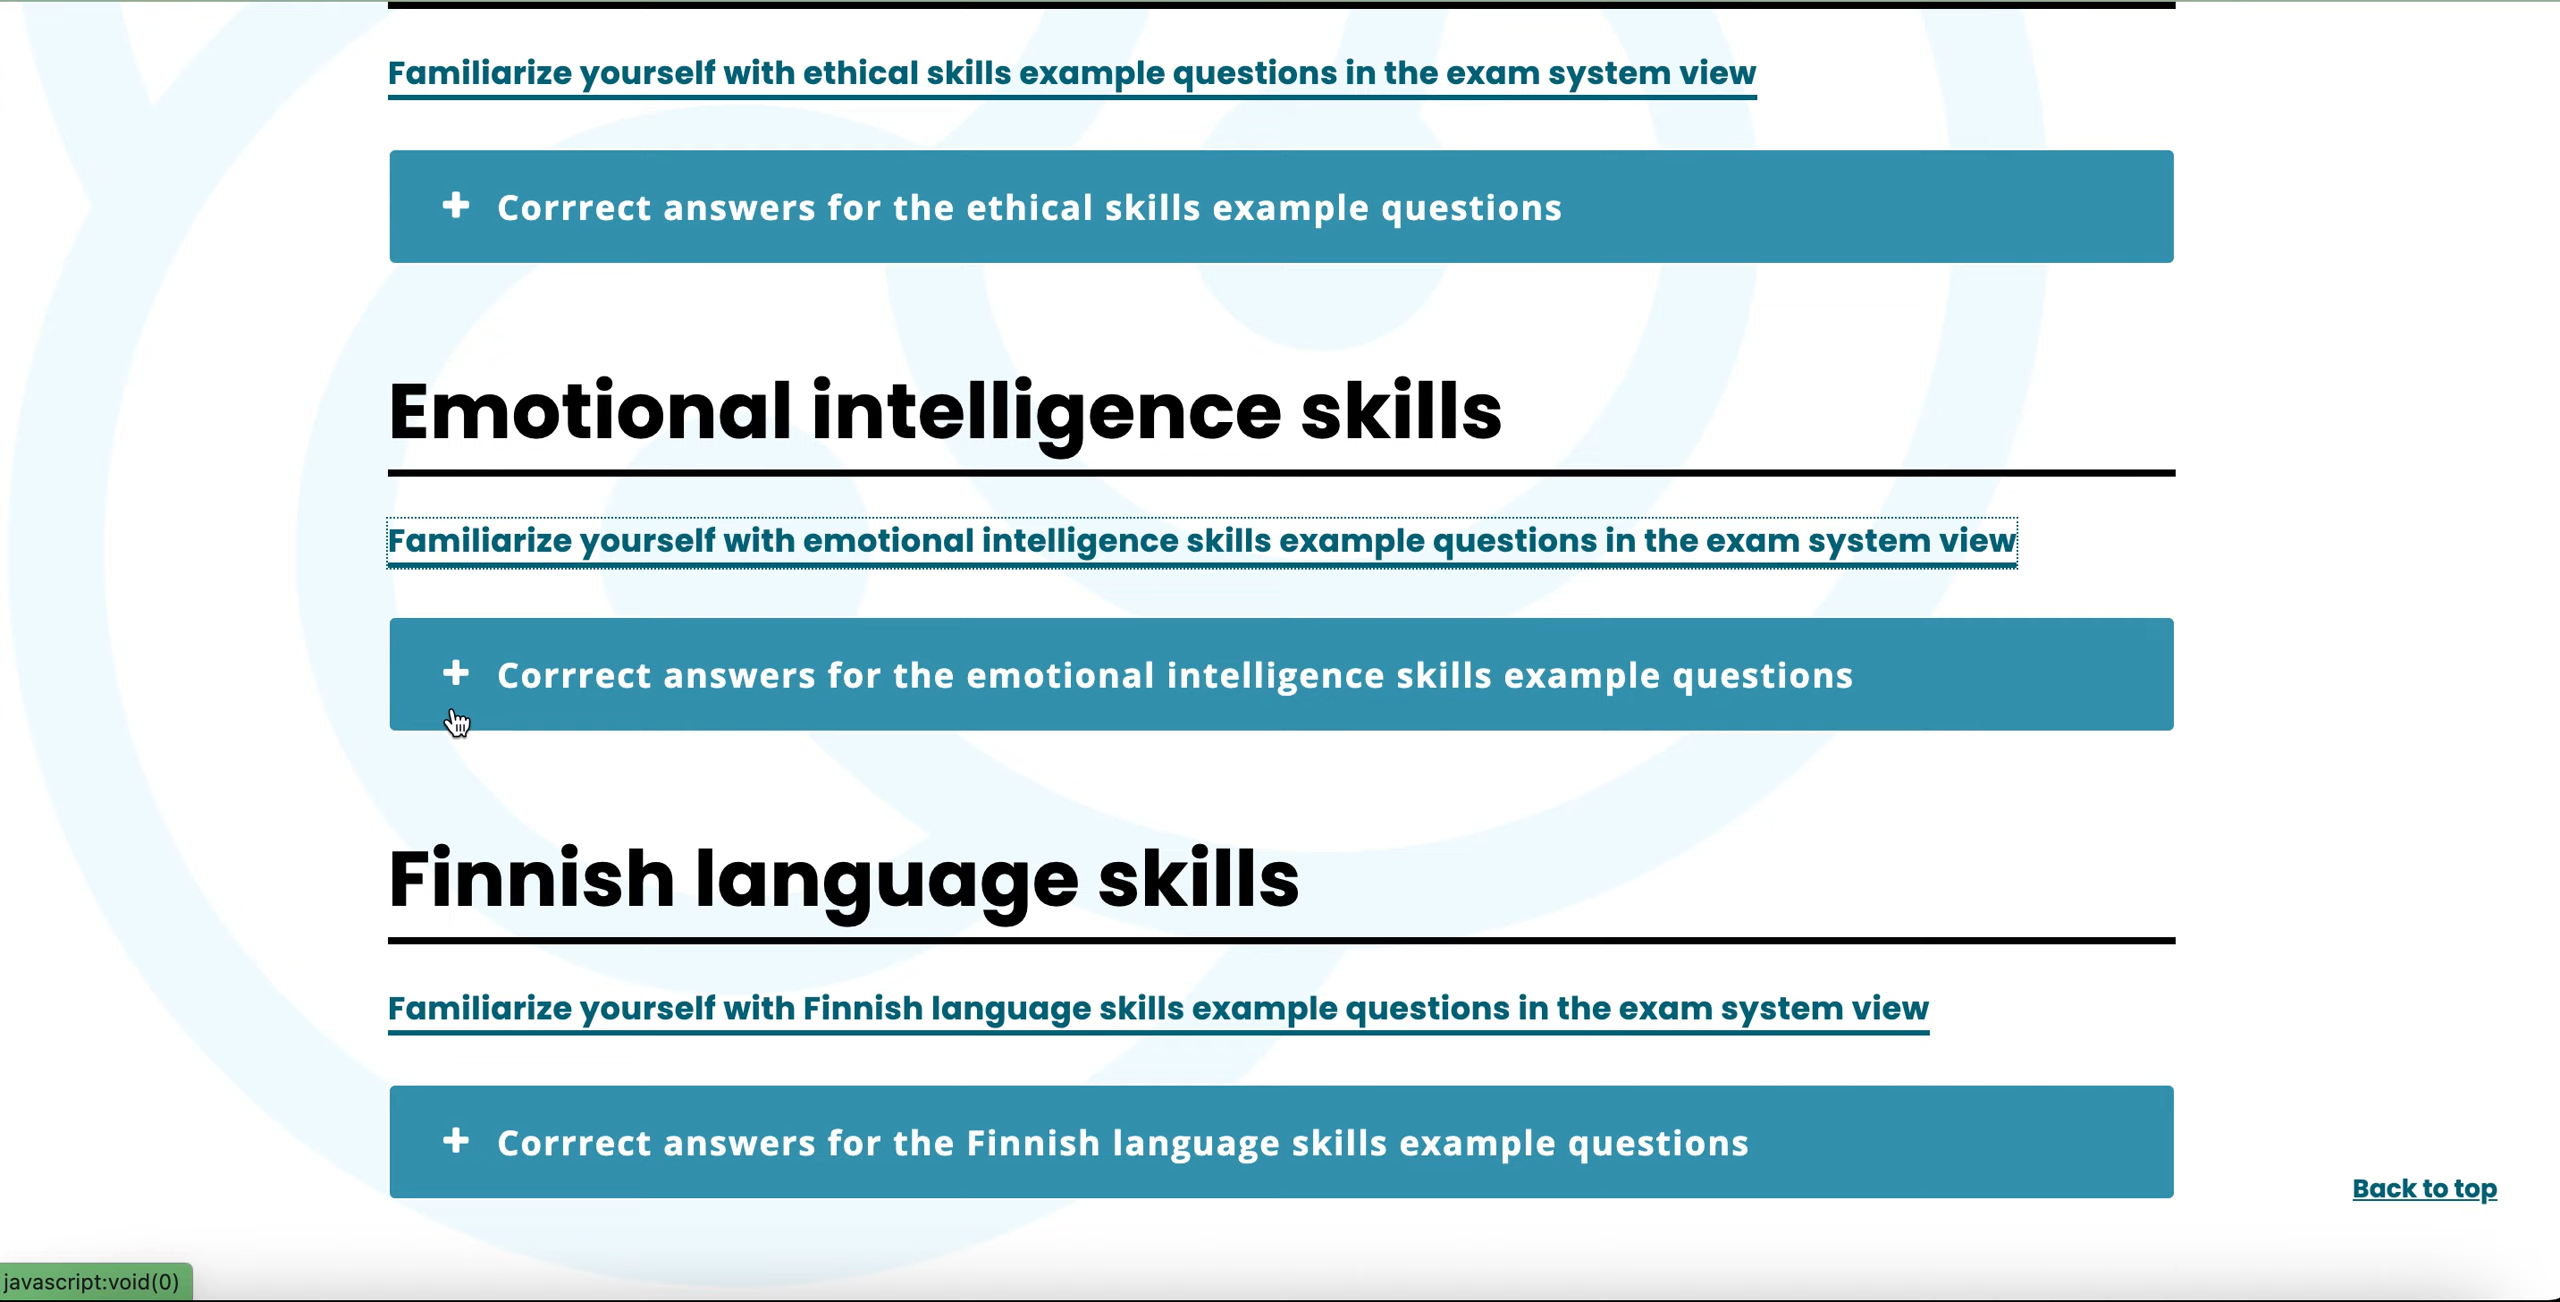 Familiarize yourself with ethical skills example questions in the exam system view
+ Corrrect answers for the ethical skills example questions
Emotional intelligence skills
Familiarize yourself with emotional intelligence skills example questions in the exam system view
+ Corrrect answers for the emotional intelligence skills example questions
Finnish language skills
Familiarize yourself with Finnish language skills example questions in the exam system view
+ Corrrect answers for the Finnish language skills example questions
Back to top
javascript:void(0)